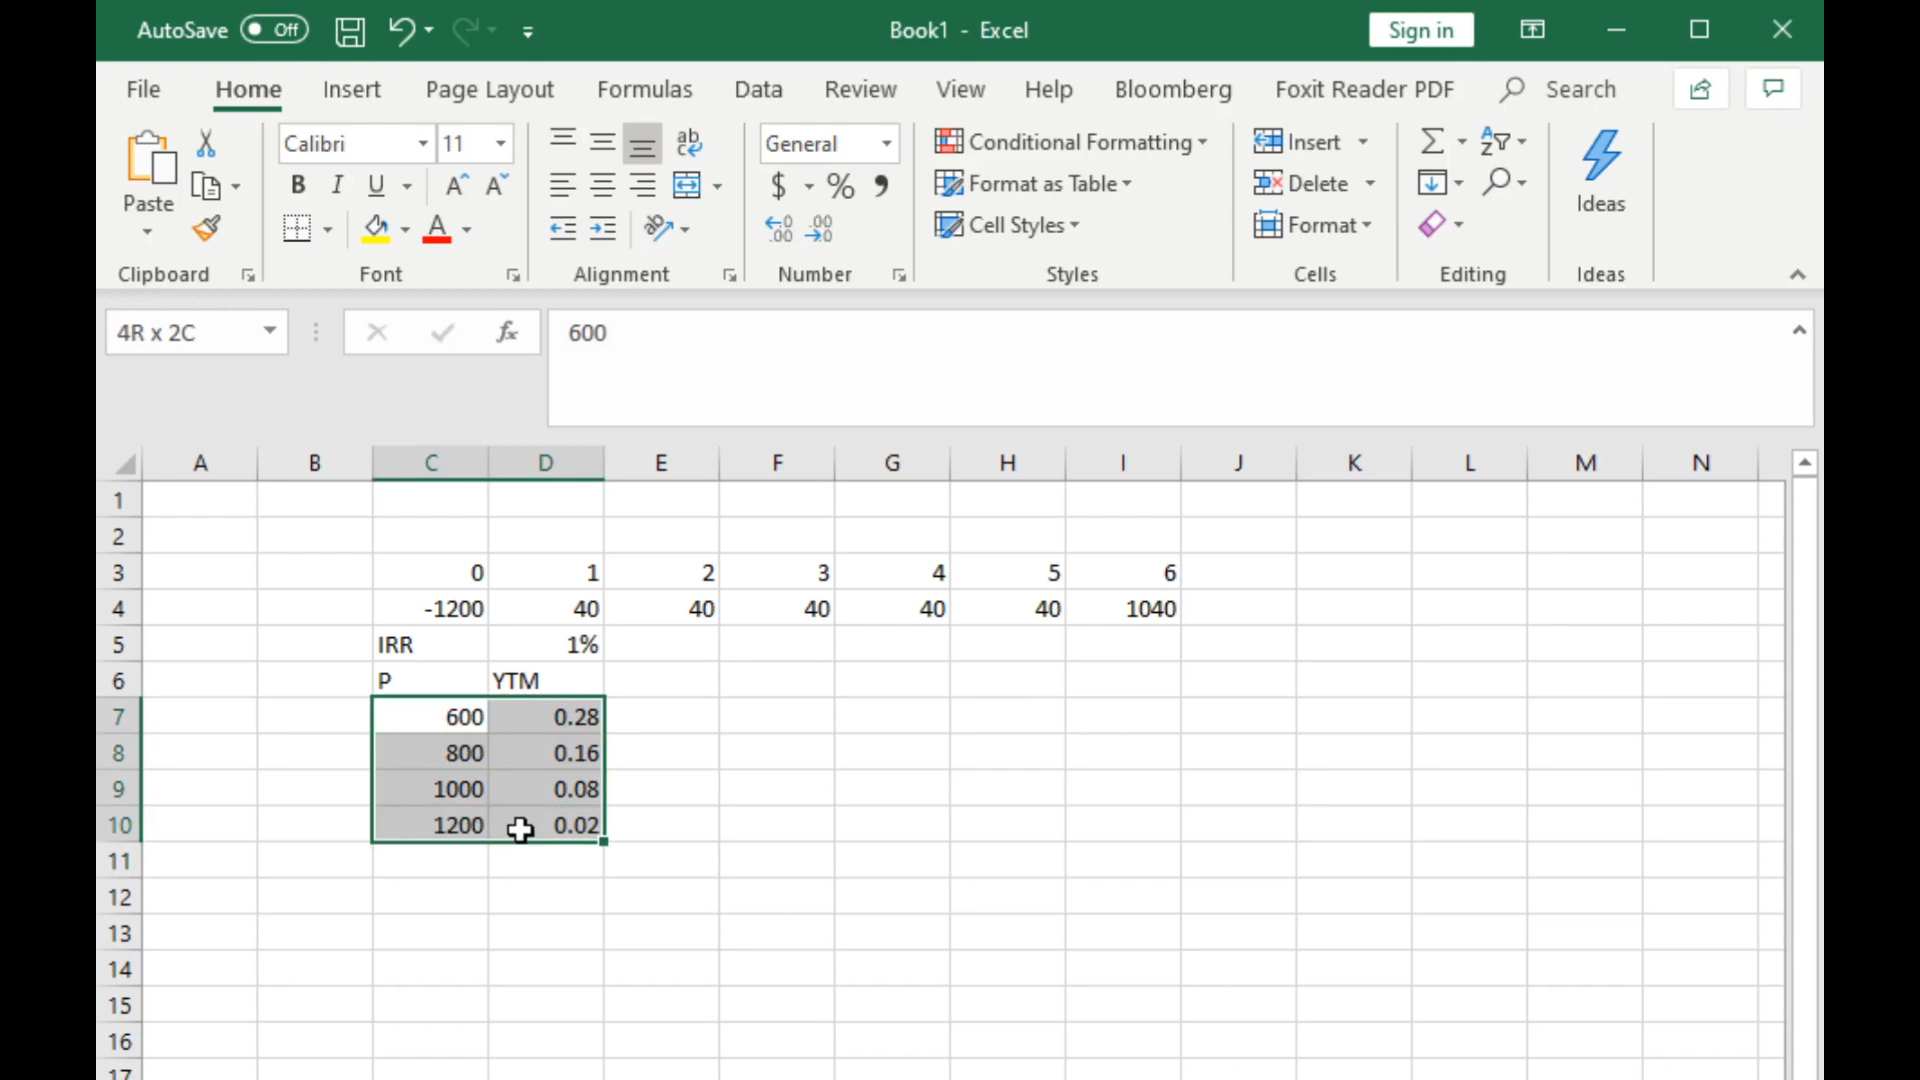 AutoSave Off Book1 - Excel Sign in
File Home Insert Page Layout Formulas Data Review View Help Bloomberg Foxit Reader PDF Search
Paste Calibri 11 ab General Conditional Formatting Insert
B I U A A $ % Format as Table Delete
A Cell Styles Format Ideas
Clipboard Font Alignment Number Styles Cells Editing Ideas
4R x 2C fx 600
A B C D E F G H I J K L M N
1
2
3 0 1 2 3 4 5 6
4 -1200 40 40 40 40 40 1040
5 IRR 1%
6 P YTM
7 600 0.28
8 800 0.16
9 1000 0.08
10 1200 0.02
11
12
13
14
15
16
17